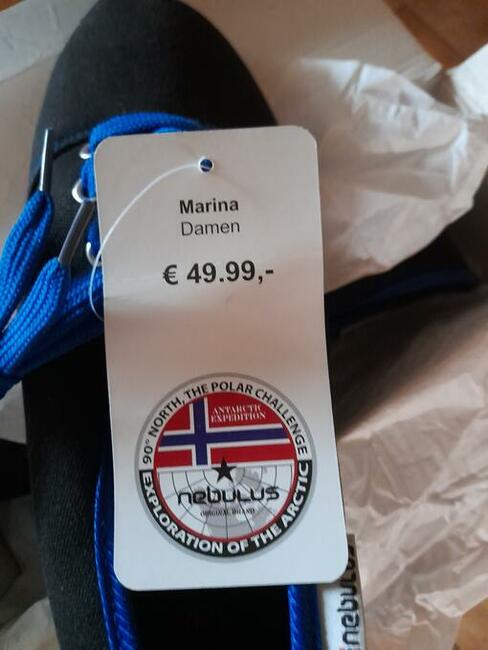 Marina
Damen
€ 49.99,-
90° NORTH, THE POLAR CHALLENGE
ANTARCTIC
EXPEDITION
nebulus
ORIGINAL BRAND
EXPLORATION OF THE ARCTIC
nebulus